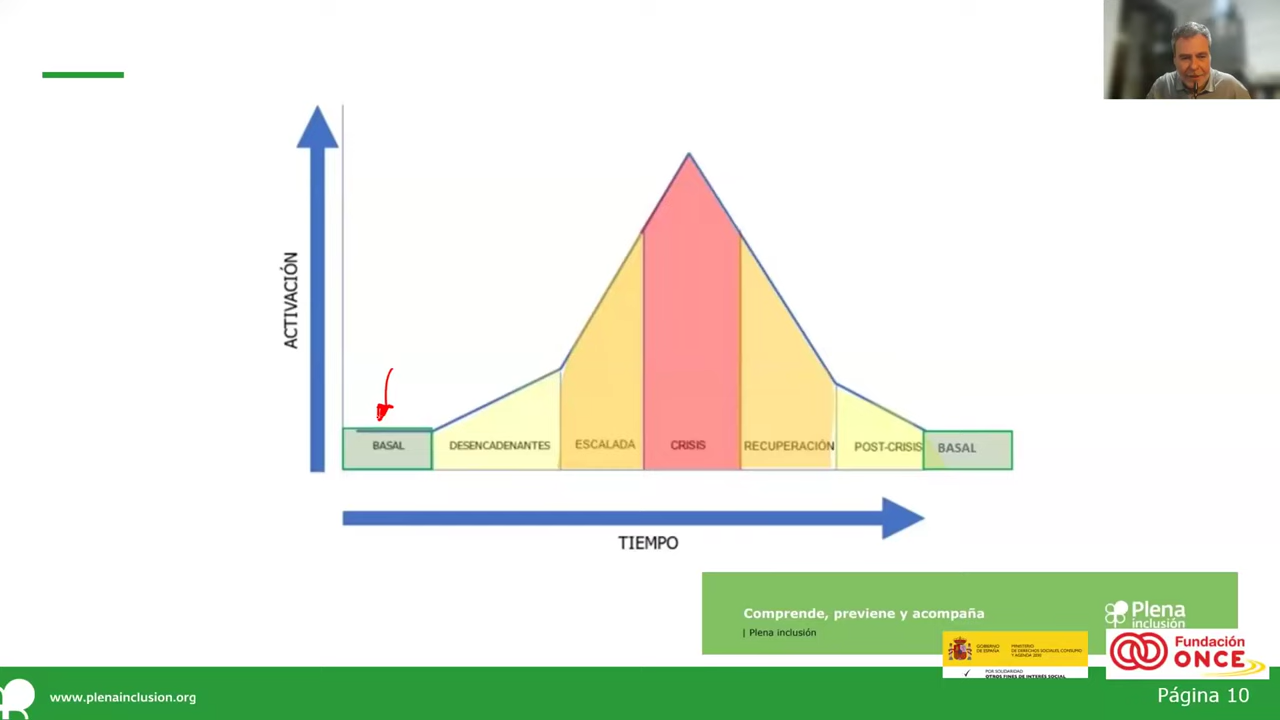 ACTIVACIÓN
BASAL
DESENCADENANTES
ESCALADA
CRISIS
RECUPERACIÓN
POST-CRISIS
BASAL
TIEMPO
Comprende, previene y acompaña
| Plena inclusión
Plena
inclusión
GOBIERNO
DE ESPAÑA
MINISTERIO
DE DERECHOS SOCIALES, CONSUMO
Y AGENDA 2030
POR SOLIDARIDAD
OTROS FINES DE INTERÉS SOCIAL
Fundación
ONCE
www.plenainclusion.org
Página 10